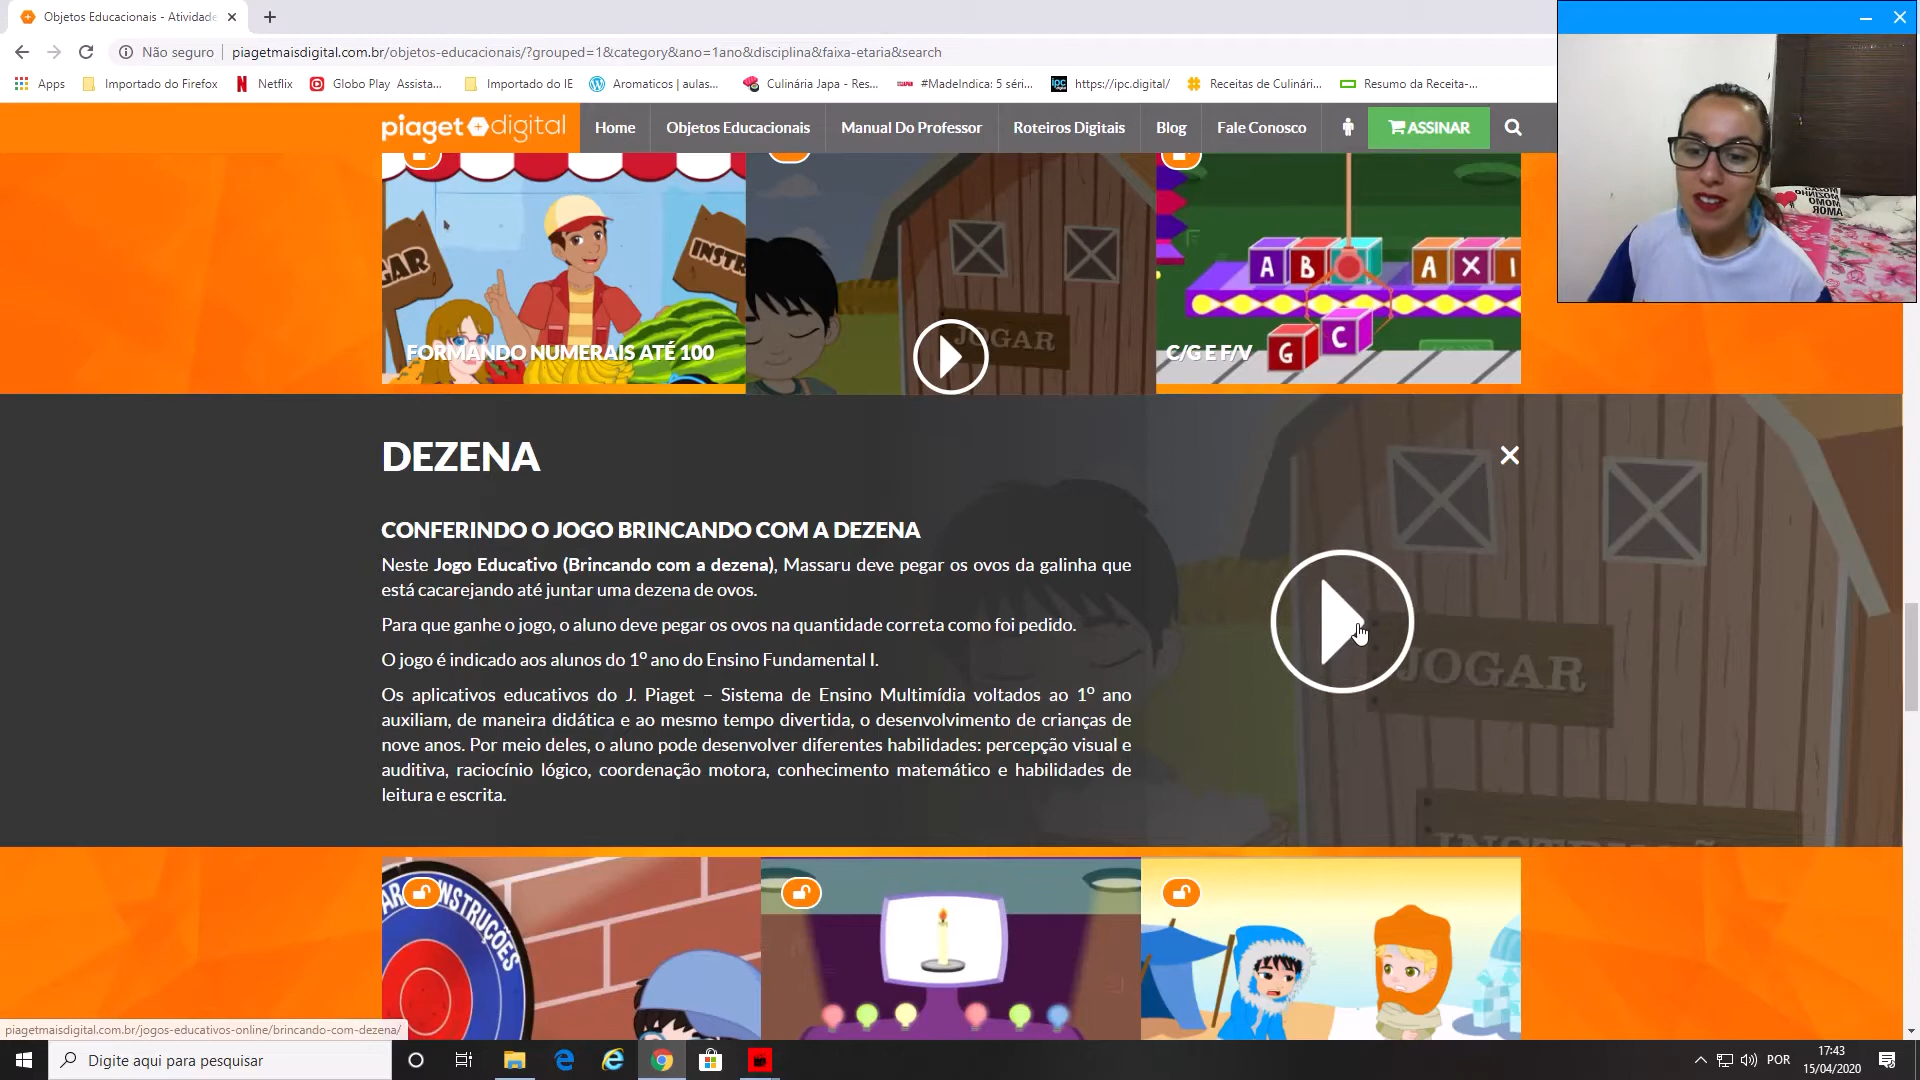 Objetos Educacionais - Atividade
Não seguro
piagetmaisdigital.com.br/objetos-educacionais/?grouped=1&category&ano=1ano&disciplina&faixa-etaria&search
Apps
Importado do Firefox
Netflix
Globo Play Assista...
Importado do IE
Aromaticos | aulas...
Culinária Japa - Res...
#MadeIndica: 5 séri...
https://ipc.digital/
Receitas de Culinári...
Resumo da Receita-...
piaget digital
Home
Objetos Educacionais
Manual Do Professor
Roteiros Digitais
Blog
Fale Conosco
ASSINAR
GAR
INSTRU
FORMANDO NUMERAIS ATÉ 100
JOGAR
A B A X I
G C
C/G E F/V
DEZENA
CONFERINDO O JOGO BRINCANDO COM A DEZENA
Neste Jogo Educativo (Brincando com a dezena), Massaru deve pegar os ovos da galinha que
está cacarejando até juntar uma dezena de ovos.
Para que ganhe o jogo, o aluno deve pegar os ovos na quantidade correta como foi pedido.
O jogo é indicado aos alunos do 1º ano do Ensino Fundamental I.
Os aplicativos educativos do J. Piaget – Sistema de Ensino Multimídia voltados ao 1º ano
auxiliam, de maneira didática e ao mesmo tempo divertida, o desenvolvimento de crianças de
nove anos. Por meio deles, o aluno pode desenvolver diferentes habilidades: percepção visual e
auditiva, raciocínio lógico, coordenação motora, conhecimento matemático e habilidades de
leitura e escrita.
JOGAR
INSTRUÇÃO
AR INSTRUÇÕES
piagetmaisdigital.com.br/jogos-educativos-online/brincando-com-dezena/
Digite aqui para pesquisar
POR
17:43
15/04/2020